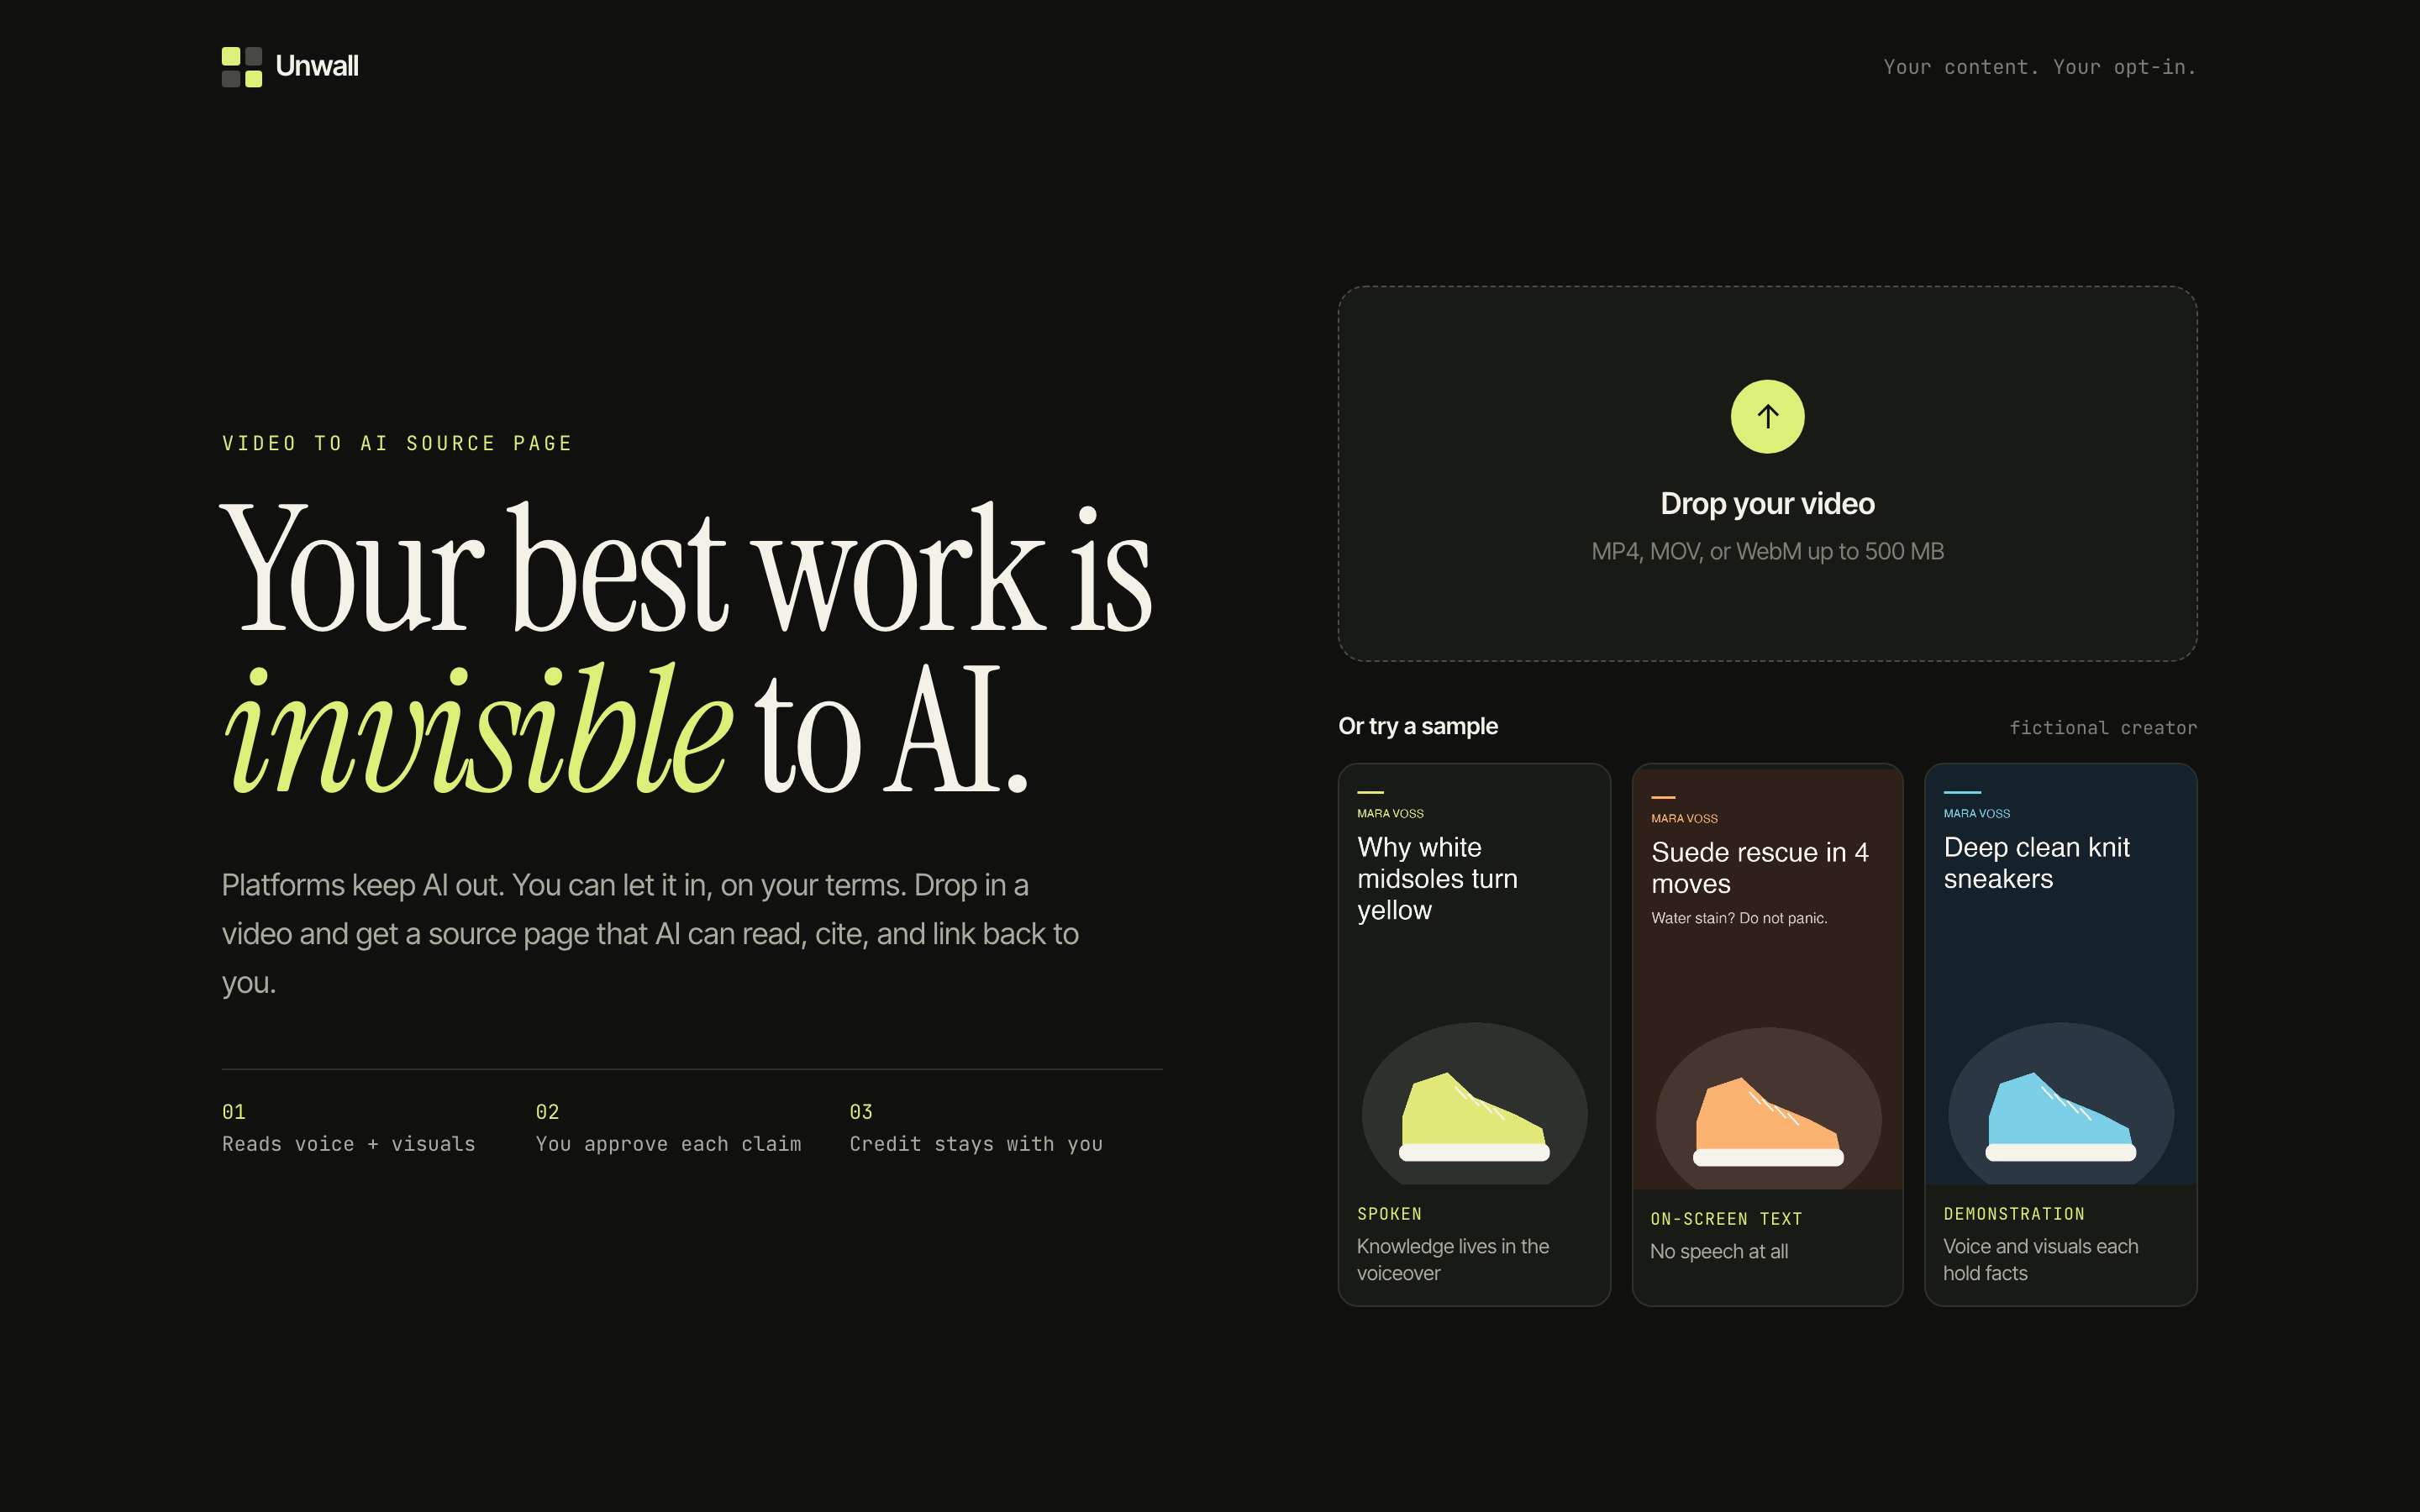 Unwall
Your content. Your opt-in.
VIDEO TO AI SOURCE PAGE
Your best work is
invisible to AI.
Platforms keep AI out. You can let it in, on your terms. Drop in a
video and get a source page that AI can read, cite, and link back to
you.
01
Reads voice + visuals
02
You approve each claim
03
Credit stays with you
Drop your video
MP4, MOV, or WebM up to 500 MB
Or try a sample
fictional creator
MARA VOSS
Why white
midsoles turn
yellow
SPOKEN
Knowledge lives in the
voiceover
MARA VOSS
Suede rescue in 4
moves
Water stain? Do not panic.
ON-SCREEN TEXT
No speech at all
MARA VOSS
Deep clean knit
sneakers
DEMONSTRATION
Voice and visuals each
hold facts